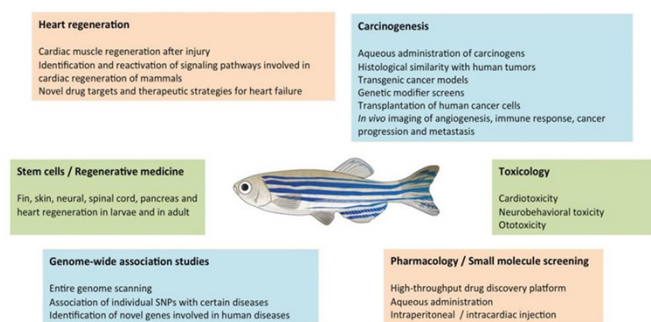 Heart regeneration
Cardiac muscle regeneration after injury
Identification and reactivation of signaling pathways involved in
cardiac regeneration of mammals
Novel drug targets and therapeutic strategies for heart failure
Carcinogenesis
Aqueous administration of carcinogens
Histological similarity with human tumors
Transgenic cancer models
Genetic modifier screens
Transplantation of human cancer cells
In vivo imaging of angiogenesis, immune response, cancer
progression and metastasis
Stem cells / Regenerative medicine
Fin, skin, neural, spinal cord, pancreas and
heart regeneration in larvae and in adult
Toxicology
Cardiotoxicity
Neurobehavioral toxicity
Ototoxicity
Genome-wide association studies
Entire genome scanning
Association of individual SNPs with certain diseases
Identification of novel genes involved in human diseases
Pharmacology / Small molecule screening
High-throughput drug discovery platform
Aqueous administration
Intraperitoneal / intracardiac injection